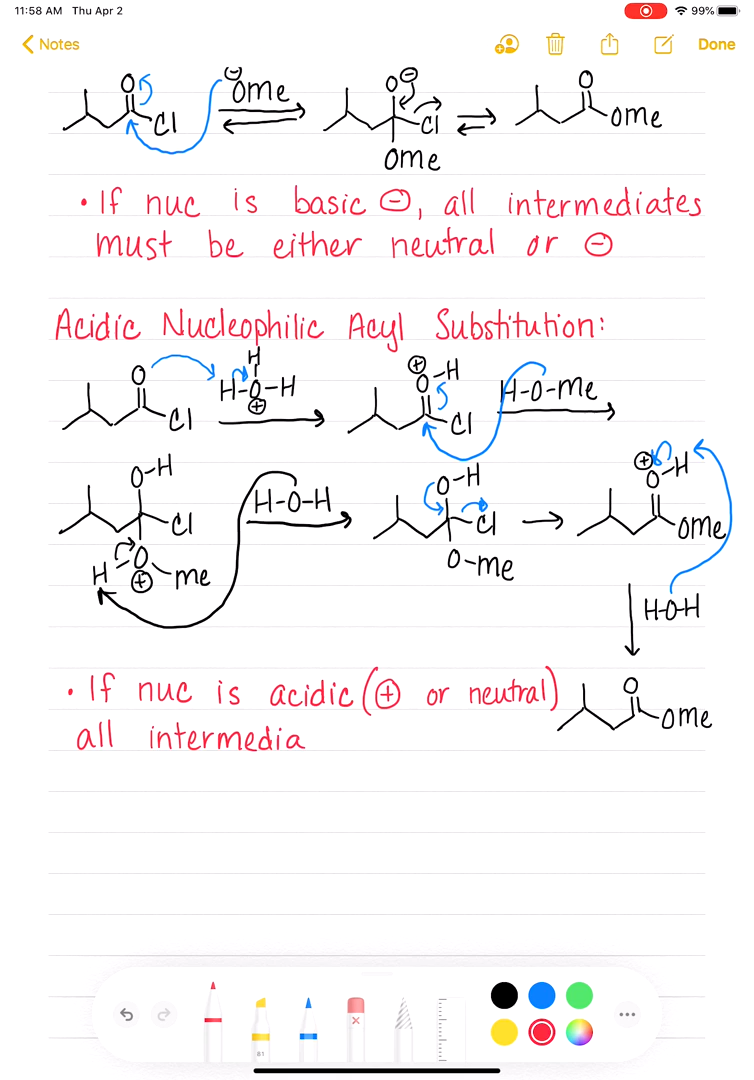 11:58 AM Thu Apr 2 99%
Notes Done
O Cl ⊖OMe O⊖ Cl OMe O OMe
• If nuc is basic ⊖, all intermediates
must be either neutral or ⊖
Acidic Nucleophilic Acyl Substitution:
O Cl H-O-H H ⊕ ⊕ O-H Cl H-O-Me
O-H Cl H-O ⊕ Me H-O-H O-H Cl O-Me ⊕ O-H OMe
H-O-H
• If nuc is acidic (⊕ or neutral)
all intermedia
O OMe
81